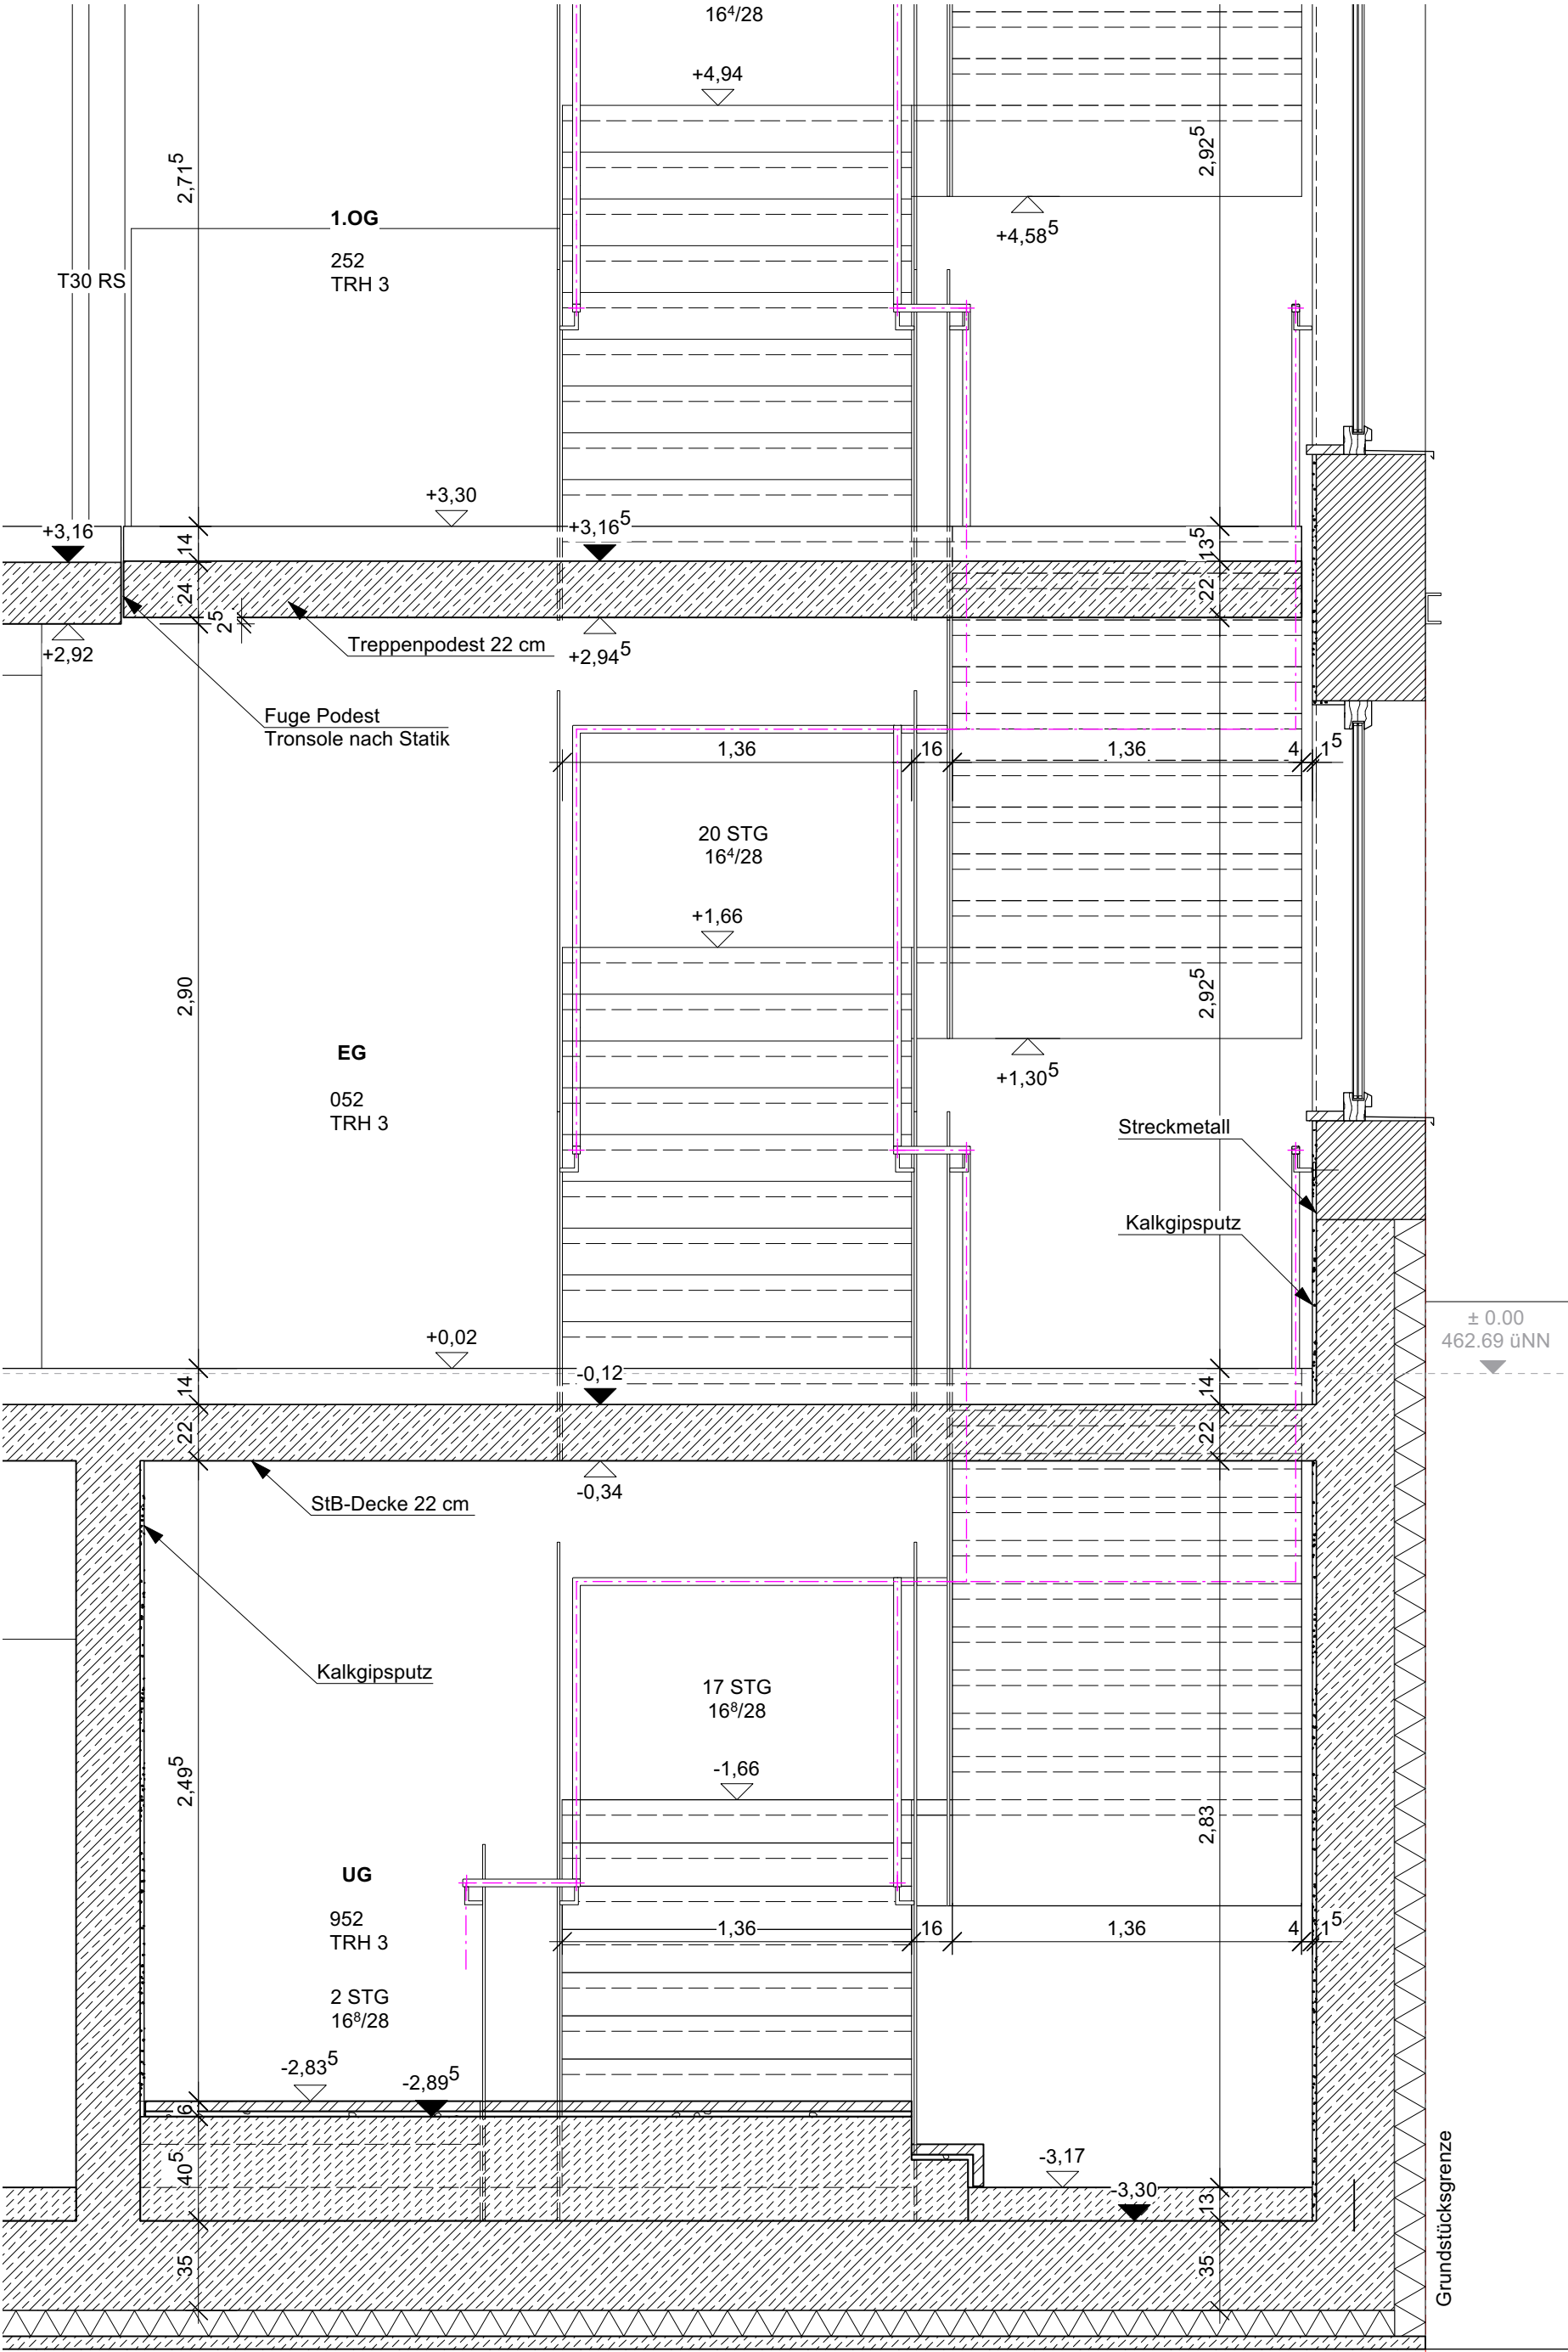 16⁴/28
+4,94
2,71⁵
2,92⁵
1.OG
252
TRH 3
+4,58⁵
T30 RS
+3,30
+3,16
+3,16⁵
14
13⁵
24
22
2⁵
+2,92
Treppenpodest 22 cm
+2,94⁵
Fuge Podest
Tronsole nach Statik
1,36
16
1,36
4
1⁵
20 STG
16⁴/28
+1,66
2,90
2,92⁵
EG
+1,30⁵
052
TRH 3
Streckmetall
Kalkgipsputz
± 0.00
462.69 üNN
+0,02
-0,12
14
14
22
22
-0,34
StB-Decke 22 cm
Kalkgipsputz
17 STG
16⁸/28
-1,66
2,49⁵
2,83
UG
952
TRH 3
1,36
16
1,36
4
1⁵
2 STG
16⁸/28
-2,83⁵
-2,89⁵
6
40⁵
-3,17
-3,30
13
35
35
Grundstücksgrenze